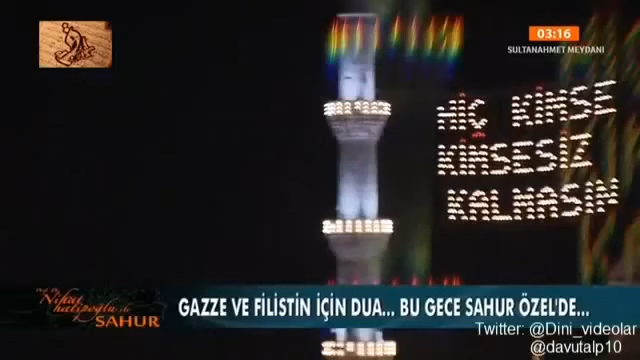 03:16
SULTANAHMET MEYDANI
HİÇ KİMSE
KİMSESİZ
KALMASIN
Nihat
hatipoğlu ile
SAHUR
GAZZE VE FİLİSTİN İÇİN DUA... BU GECE SAHUR ÖZEL'DE...
Twitter: @Dini_videolar
@davutalp10